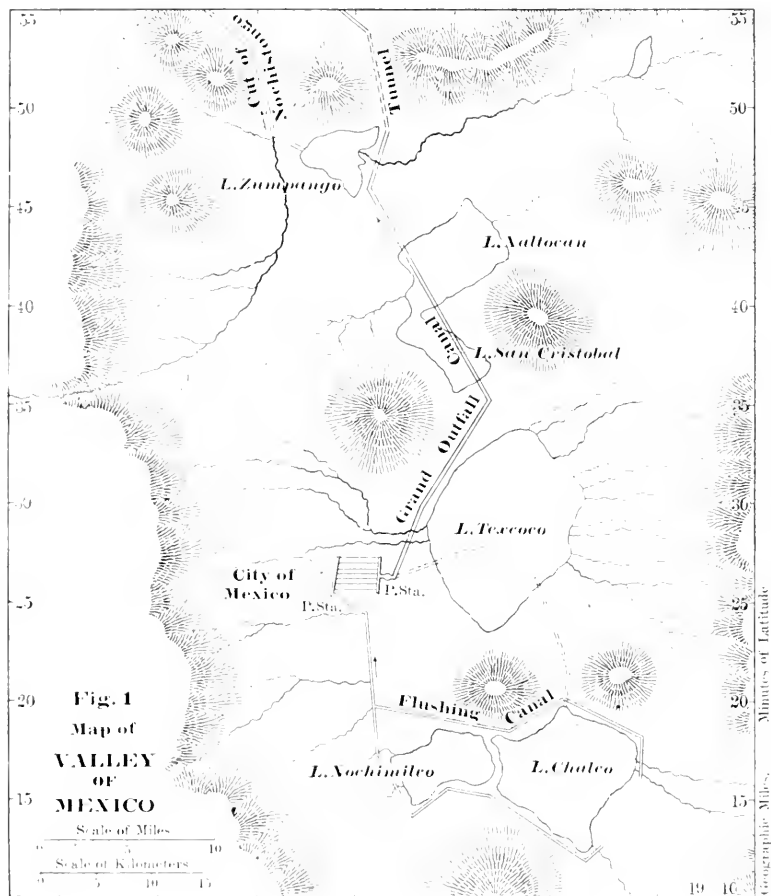 55
55
Cut of
Nochistongo
Tunnel
50
50
L.Zumpango
45
45
L.Xaltocan
40
40
L.San Cristobal
Canal
35
35
Grand Outfall
30
30
L.Texcoco
City of
Mexico
P.Sta.
P.Sta.
25
25
20
20
Flushing Canal
Fig. 1
Map of
VALLEY
OF
MEXICO
L.Xochimilco
L.Chalco
15
15
Scale of Miles
0 5 10
Scale of Kilometers
0 5 10 15
19 10
Geographic Miles, Minutes of Latitude